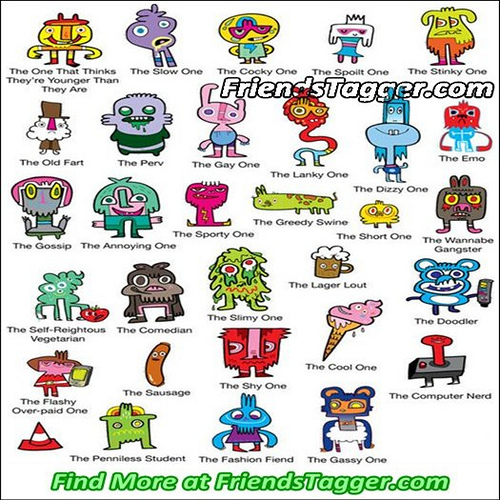 The One That Thinks
They're Younger Than
They Are
The Slow One
The Cocky One
The Spoilt One
The Stinky One
FriendsTagger.com
The Old Fart
The Perv
The Gay One
The Lanky One
The Dizzy One
The Emo
The Gossip
The Annoying One
The Sporty One
The Greedy Swine
The Short One
The Wannabe
Gangster
The Self-Reightous
Vegetarian
The Comedian
The Slimy One
The Lager Lout
The Cool One
The Doodler
The Flashy
Over-paid One
The Sausage
The Shy One
The Computer Nerd
The Penniless Student
The Fashion Fiend
The Gassy One
Find More at FriendsTagger.com